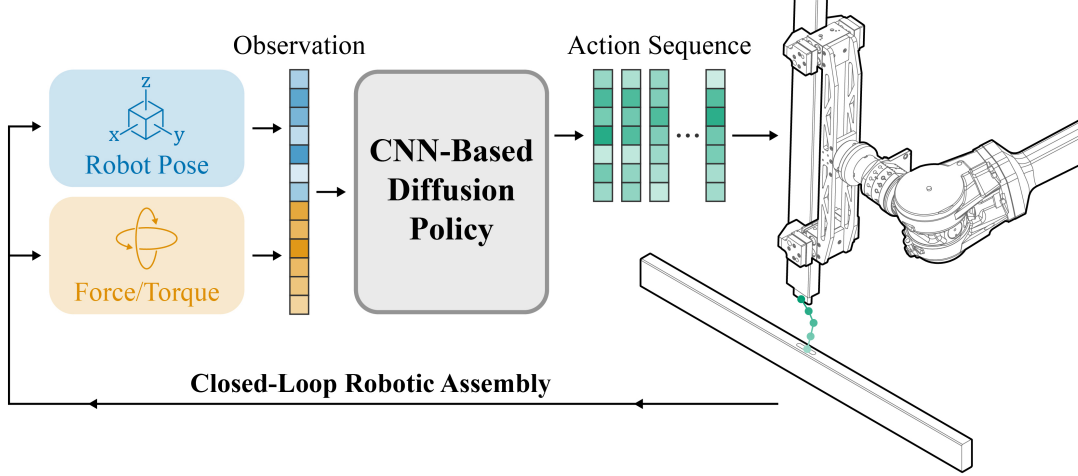 Observation
Action Sequence
z
x
y
Robot Pose
CNN-Based
Diffusion
Policy
Force/Torque
Closed-Loop Robotic Assembly